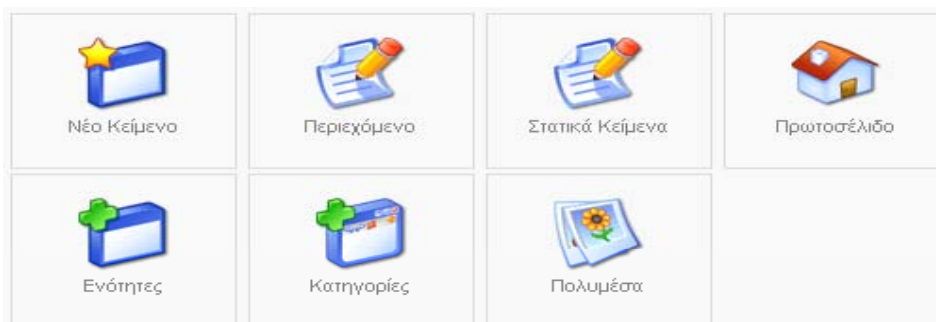 Νέο Κείμενο
Περιεχόμενο
Στατικά Κείμενα
Πρωτοσέλιδο
Ενότητες
Κατηγορίες
Πολυμέσα